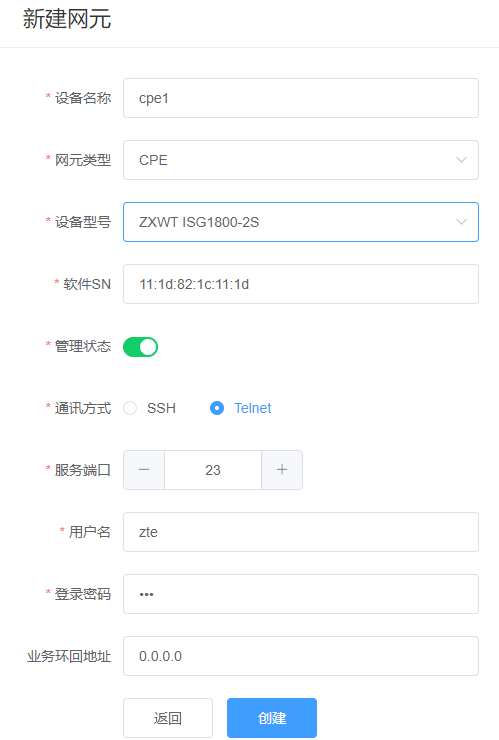 新建网元
* 设备名称 cpe1
* 网元类型 CPE
* 设备型号 ZXWT ISG1800-2S
* 软件SN 11:1d:82:1c:11:1d
* 管理状态
* 通讯方式 SSH Telnet
* 服务端口 − 23 +
* 用户名 zte
* 登录密码 •••
业务环回地址 0.0.0.0
返回 创建